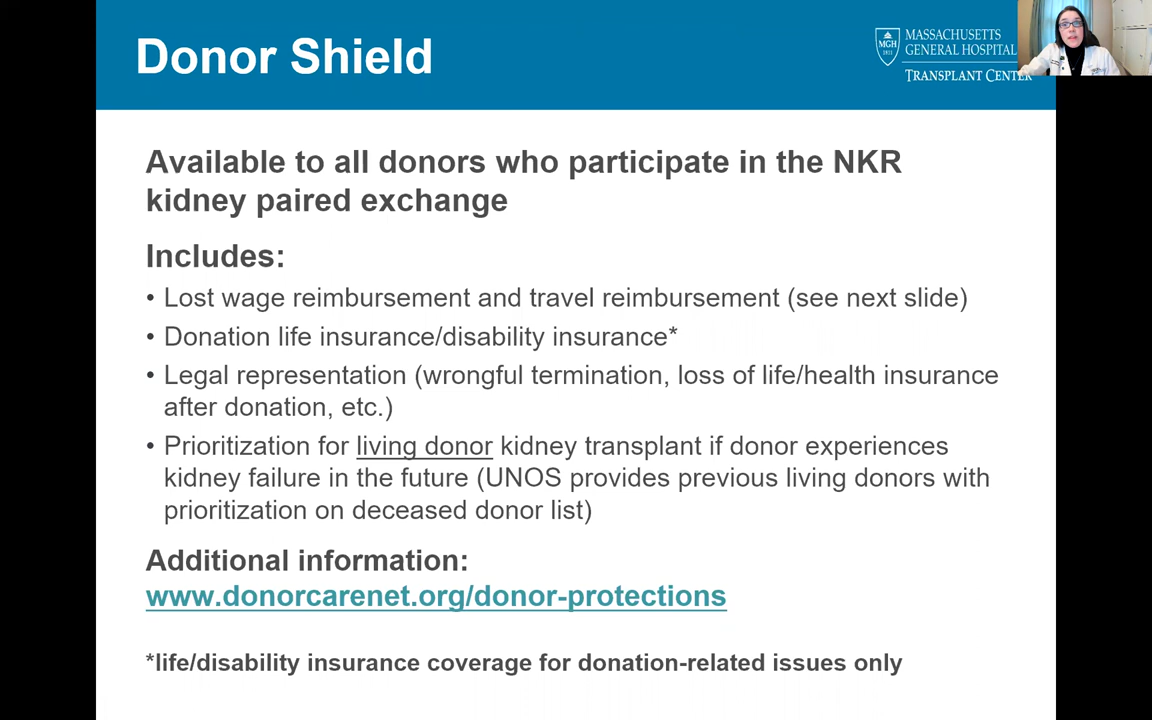 Donor Shield
MGH
1811
MASSACHUSETTS
GENERAL HOSPITAL
TRANSPLANT CENTER
Available to all donors who participate in the NKR
kidney paired exchange
Includes:
• Lost wage reimbursement and travel reimbursement (see next slide)
• Donation life insurance/disability insurance*
• Legal representation (wrongful termination, loss of life/health insurance
after donation, etc.)
• Prioritization for living donor kidney transplant if donor experiences
kidney failure in the future (UNOS provides previous living donors with
prioritization on deceased donor list)
Additional information:
www.donorcarenet.org/donor-protections
*life/disability insurance coverage for donation-related issues only